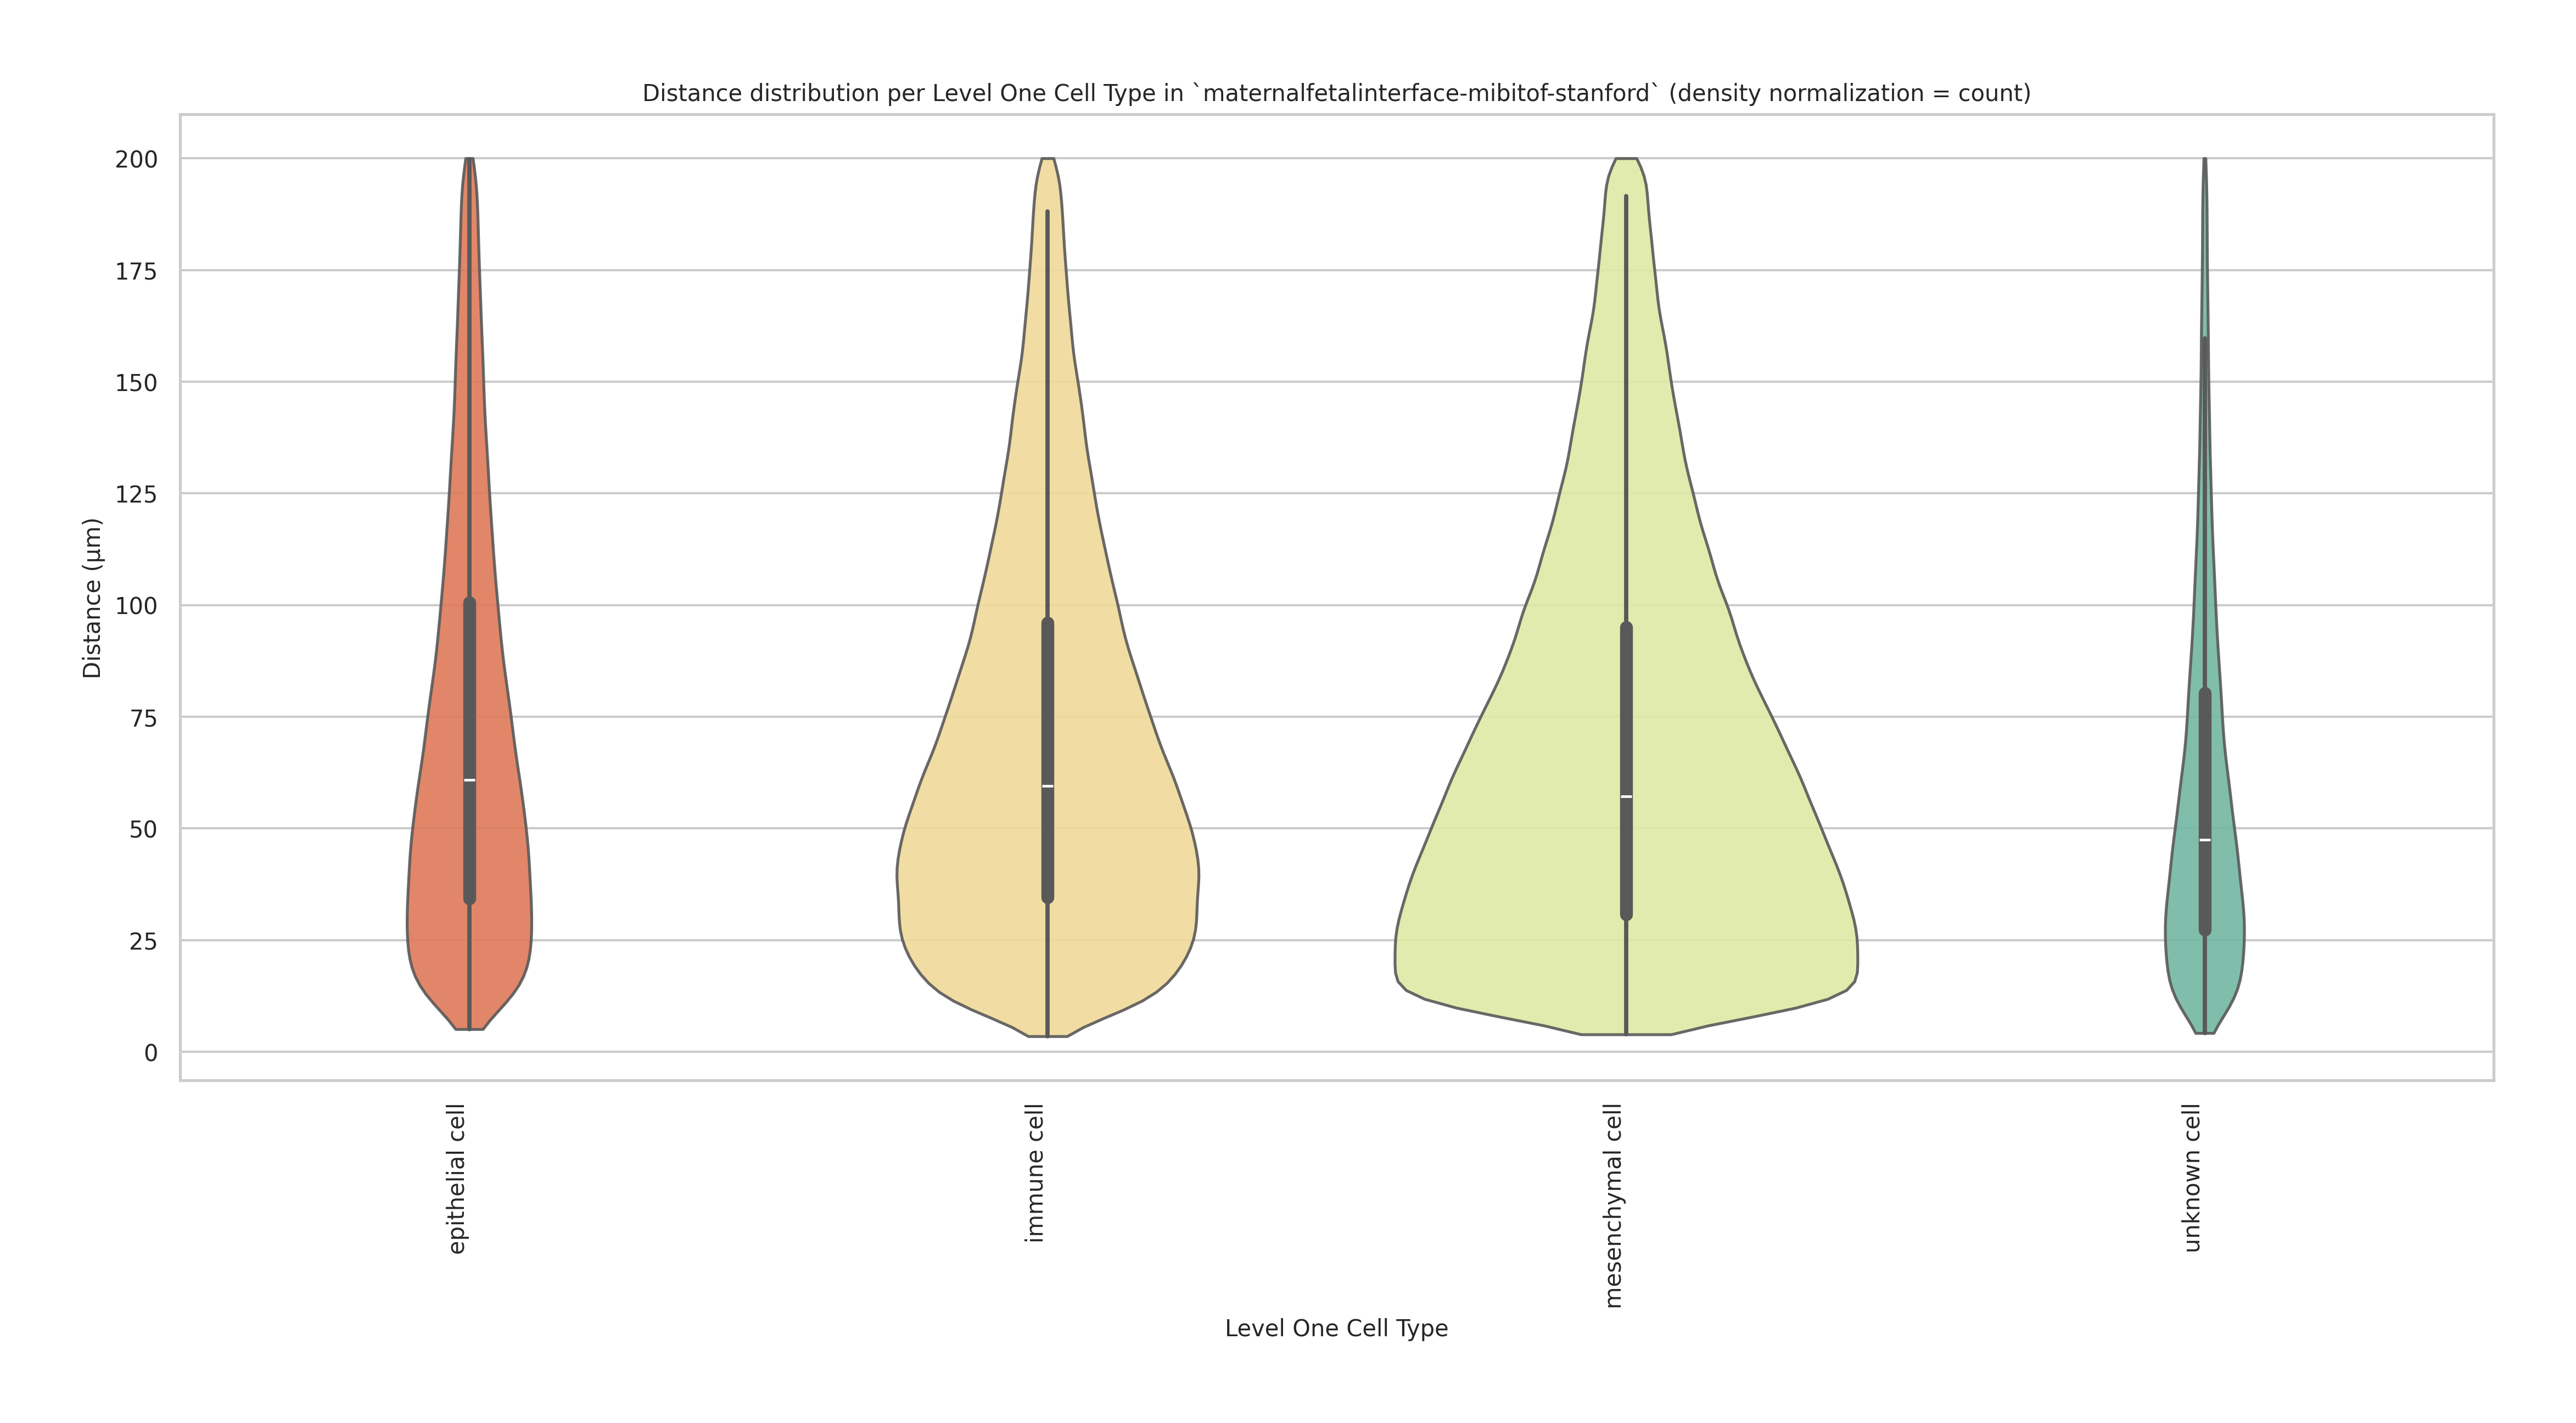 Distance distribution per Level One Cell Type in `maternalfetalinterface-mibitof-stanford` (density normalization = count)
Distance (μm)
200
175
150
125
100
75
50
25
0
epithelial cell
immune cell
mesenchymal cell
unknown cell
Level One Cell Type